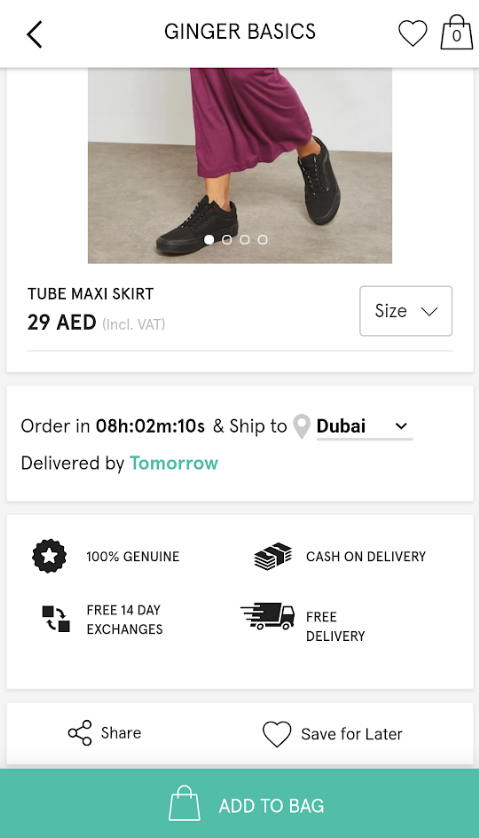 GINGER BASICS
0
TUBE MAXI SKIRT
29 AED (Incl. VAT)
Size
Order in 08h:02m:10s & Ship to Dubai
Delivered by Tomorrow
100% GENUINE
CASH ON DELIVERY
FREE 14 DAY
EXCHANGES
FREE
DELIVERY
Share
Save for Later
ADD TO BAG